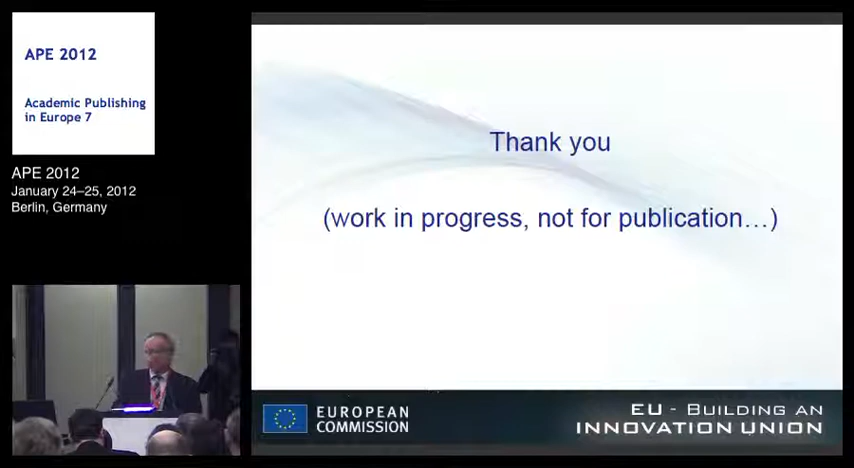 APE 2012
Academic Publishing
in Europe 7
APE 2012
January 24–25, 2012
Berlin, Germany
Thank you
(work in progress, not for publication...)
EUROPEAN
COMMISSION
EU - BUILDING AN
INNOVATION UNION